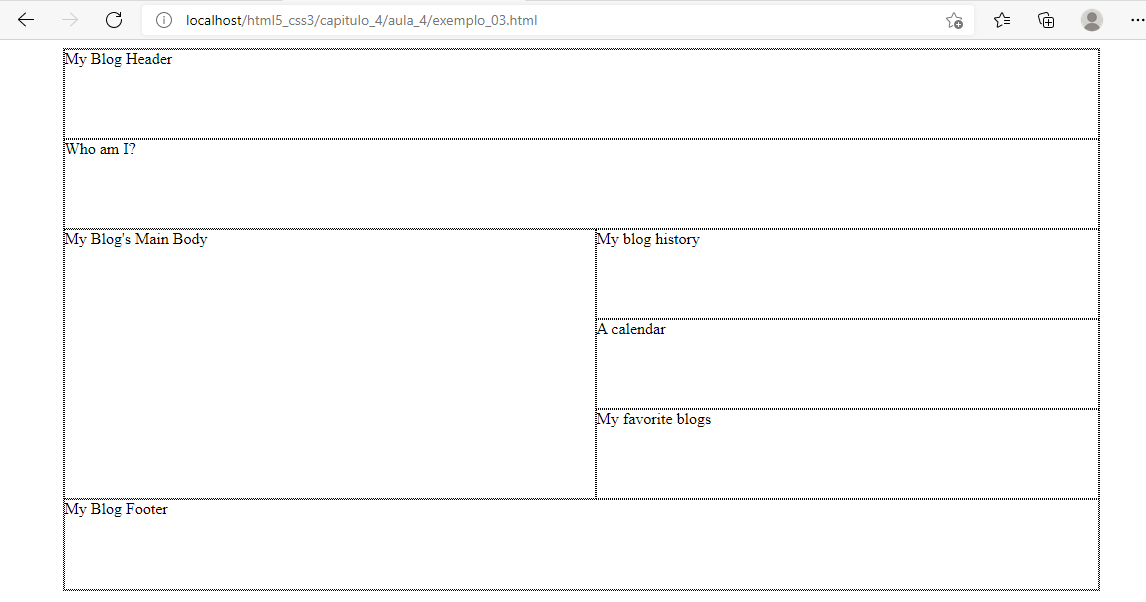 localhost/html5_css3/capitulo_4/aula_4/exemplo_03.html
My Blog Header
Who am I?
My Blog's Main Body
My blog history
A calendar
My favorite blogs
My Blog Footer